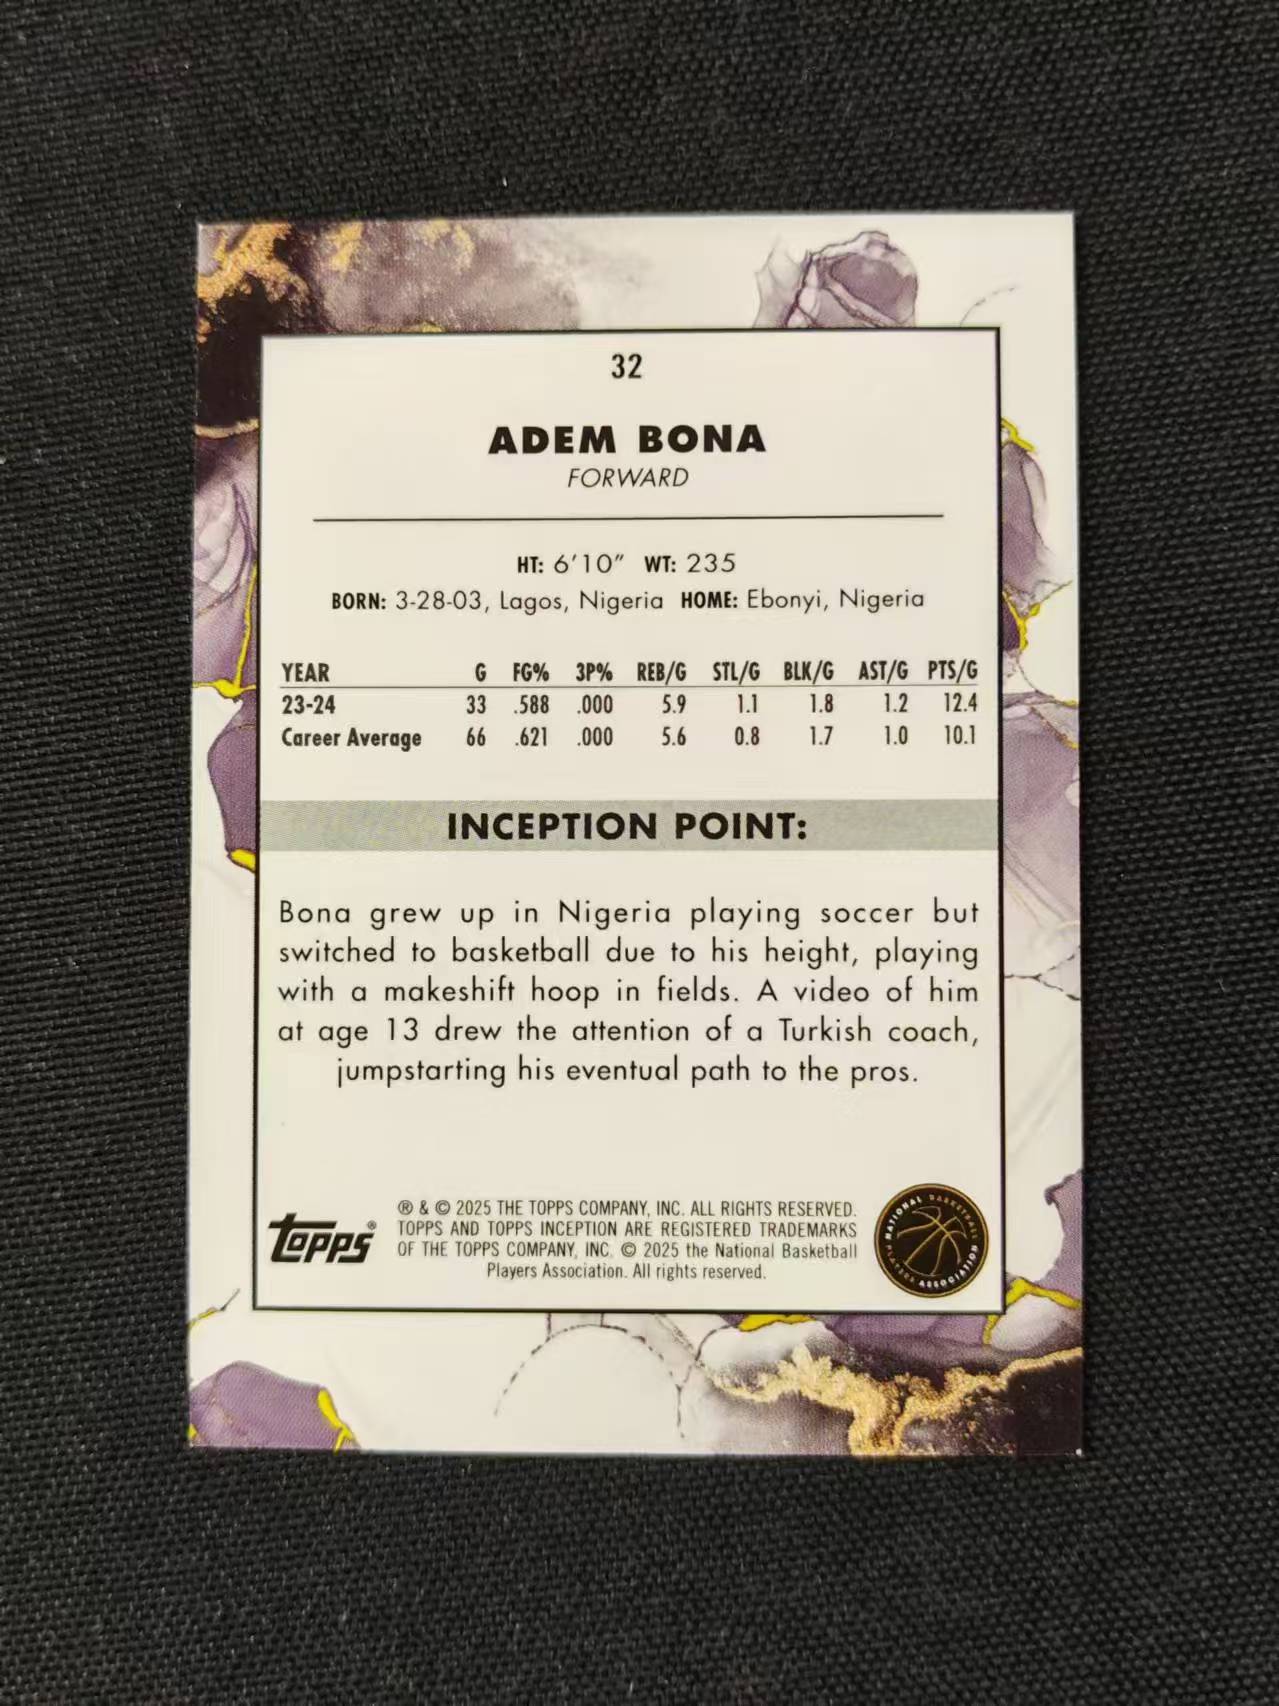 32
ADEM BONA
FORWARD
HT: 6'10" WT: 235
BORN: 3-28-03, Lagos, Nigeria HOME: Ebonyi, Nigeria
YEAR G FG% 3P% REB/G STL/G BLK/G AST/G PTS/G
23-24 33 .588 .000 5.9 1.1 1.8 1.2 12.4
Career Average 66 .621 .000 5.6 0.8 1.7 1.0 10.1
INCEPTION POINT:
Bona grew up in Nigeria playing soccer but
switched to basketball due to his height, playing
with a makeshift hoop in fields. A video of him
at age 13 drew the attention of a Turkish coach,
jumpstarting his eventual path to the pros.
topps®
® & © 2025 THE TOPPS COMPANY, INC. ALL RIGHTS RESERVED.
TOPPS AND TOPPS INCEPTION ARE REGISTERED TRADEMARKS
OF THE TOPPS COMPANY, INC. © 2025 the National Basketball
Players Association. All rights reserved.
NATIONAL BASKETBALL
PLAYERS ASSOCIATION